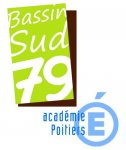 Bassin
Sud
79
académie
Poitiers
É